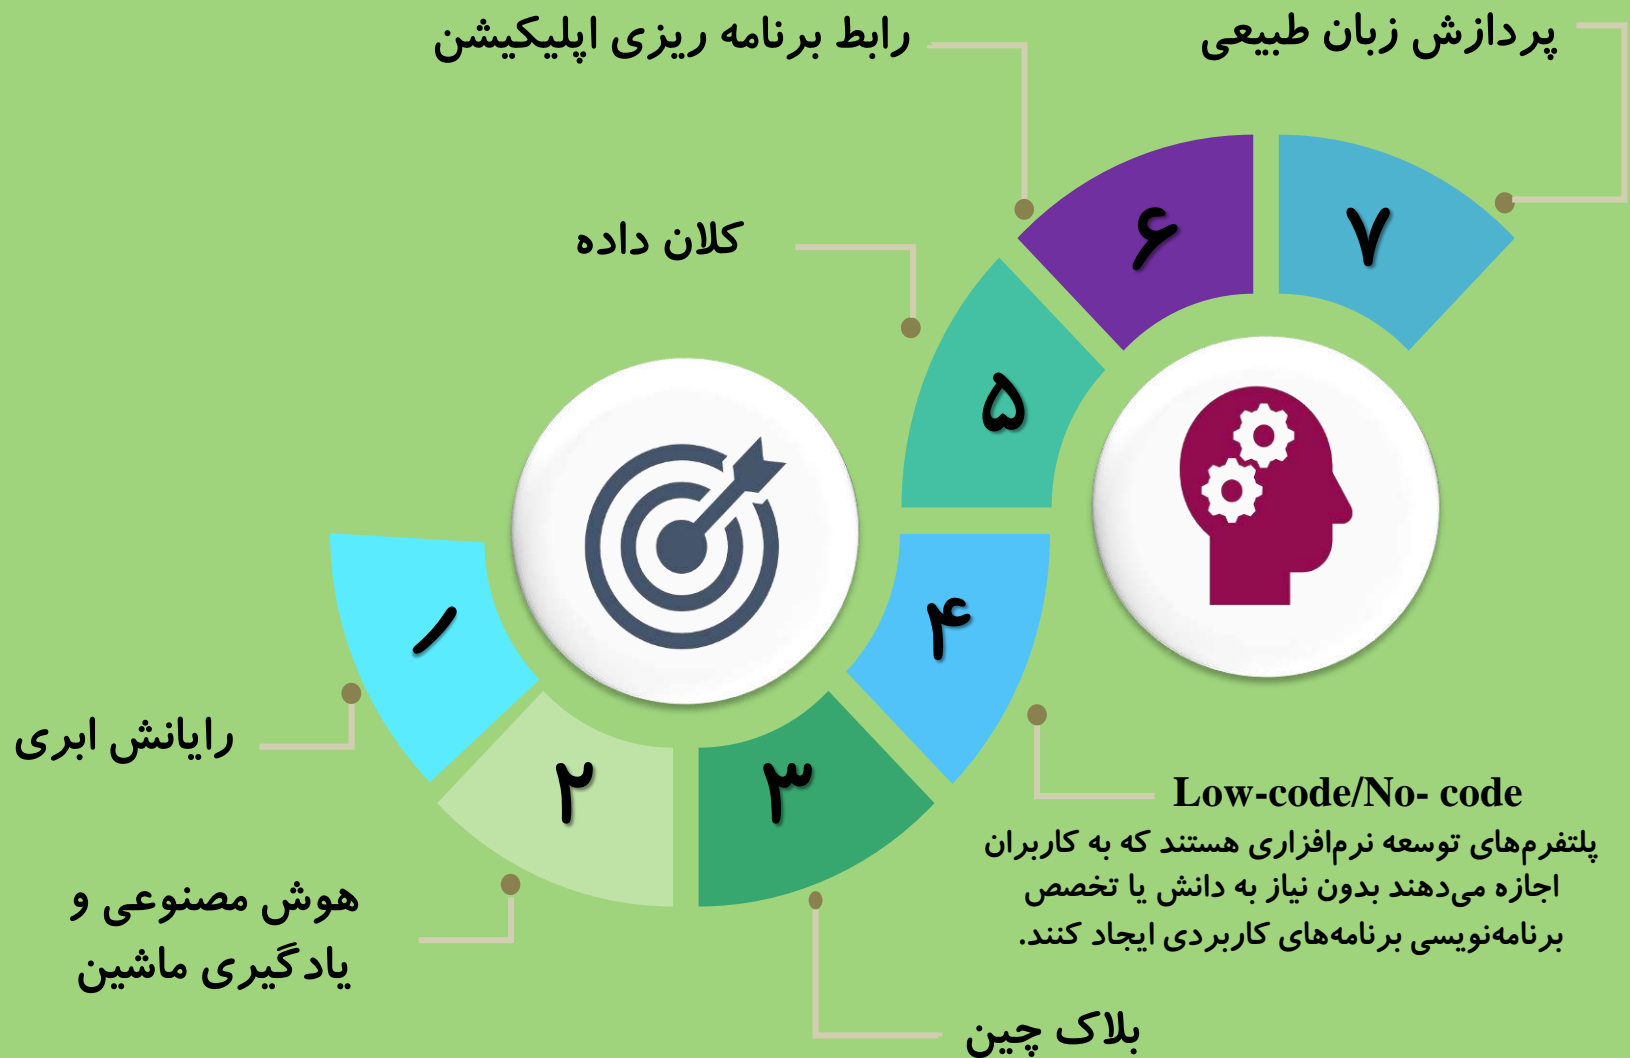 رابط برنامه ریزی اپلیکیشن
پردازش زبان طبیعی
کلان داده
۷
۶
۵
۴
۳
۲
۱
رایانش ابری
هوش مصنوعی و
یادگیری ماشین
بلاک چین
Low-code/No- code
پلتفرم‌های توسعه نرم‌افزاری هستند که به کاربران
اجازه می‌دهند بدون نیاز به دانش یا تخصص
برنامه‌نویسی برنامه‌های کاربردی ایجاد کنند.